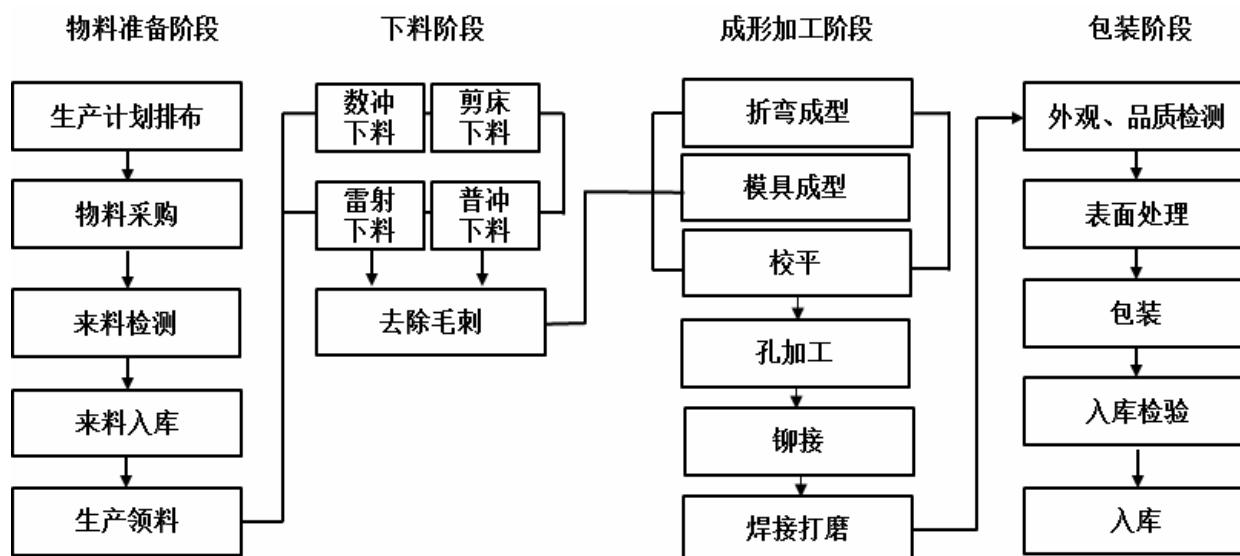 物料准备阶段
生产计划排布
物料采购
来料检测
来料入库
生产领料
下料阶段
数冲
下料
剪床
下料
雷射
下料
普冲
下料
去除毛刺
成形加工阶段
折弯成型
模具成型
校平
孔加工
铆接
焊接打磨
包装阶段
外观、品质检测
表面处理
包装
入库检验
入库